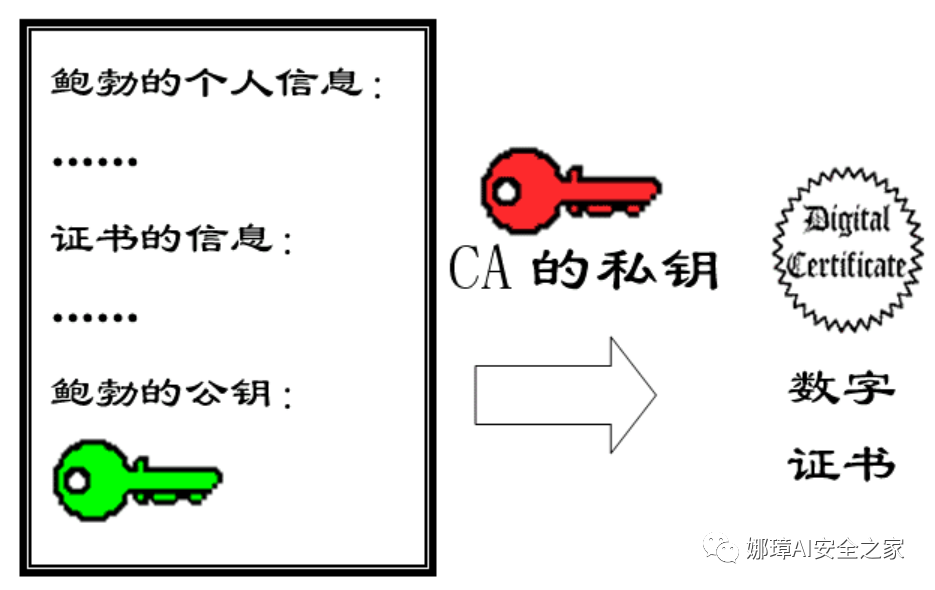 鲍勃的个人信息：
......
证书的信息：
......
鲍勃的公钥：
CA 的私钥
Digital
Certificate
数字
证书
娜璋AI安全之家